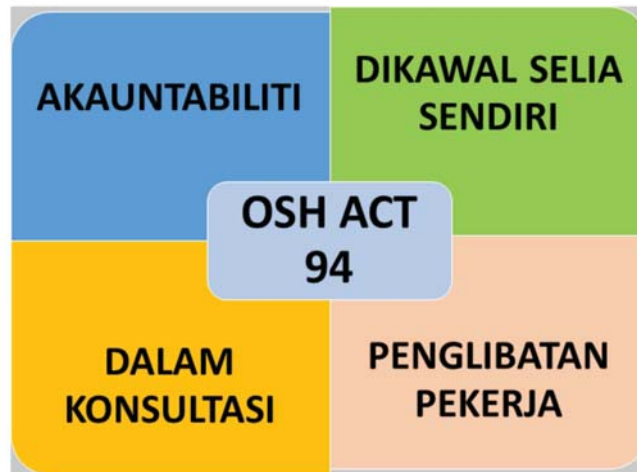 AKAUNTABILITI
DIKAWAL SELIA
SENDIRI
OSH ACT
94
DALAM
KONSULTASI
PENGLIBATAN
PEKERJA